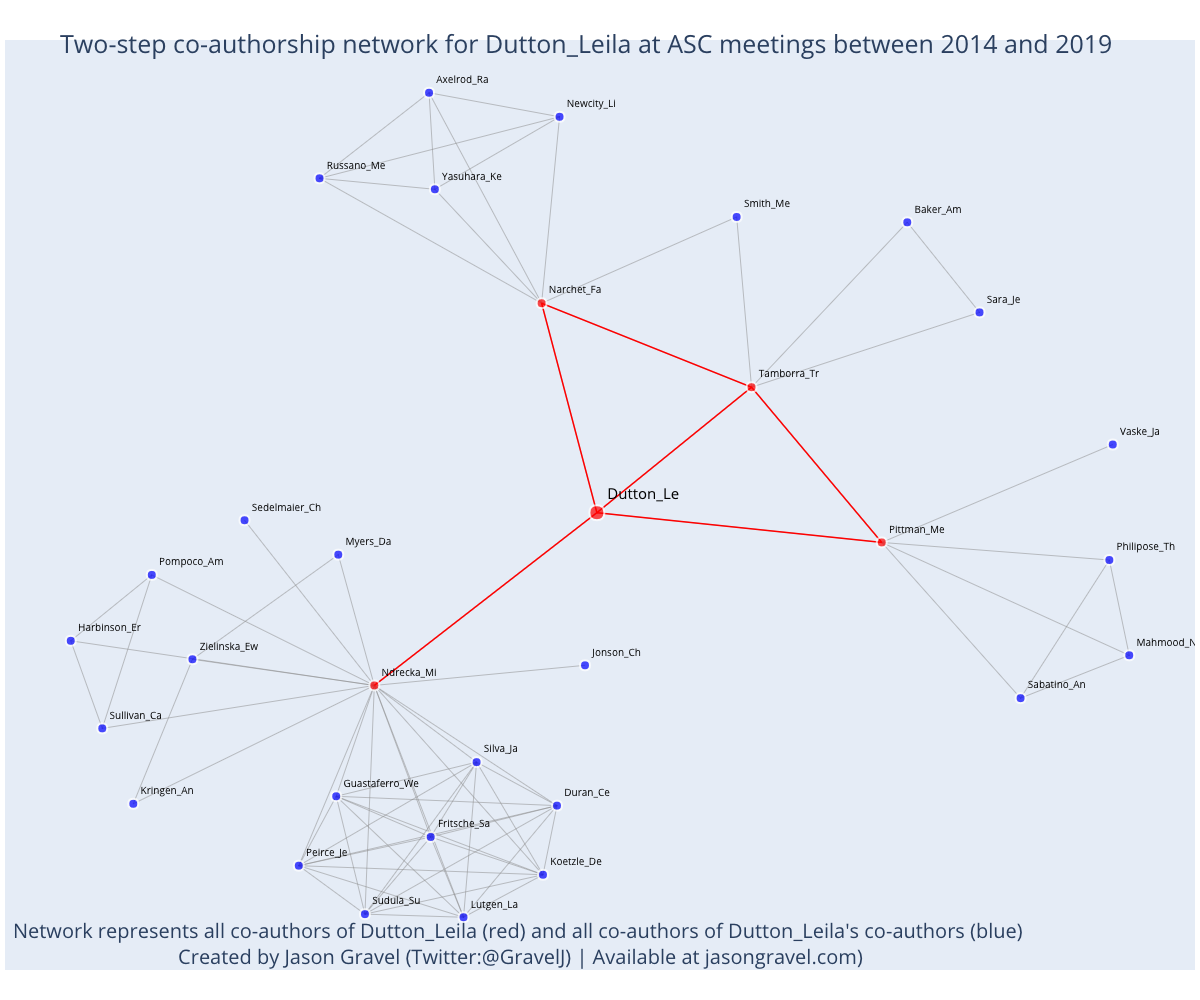 Two-step co-authorship network for Dutton_Leila at ASC meetings between 2014 and 2019
Axelrod_Ra
Newcity_Li
Russano_Me
Yasuhara_Ke
Smith_Me
Baker_Am
Narchet_Fa
Sara_Je
Tamborra_Tr
Vaske_Ja
Dutton_Le
Sedelmaier_Ch
Pittman_Me
Myers_Da
Philipose_Th
Pompoco_Am
Harbinson_Er
Mahmood_N
Zielinska_Ew
Jonson_Ch
Ndrecka_Mi
Sabatino_An
Sullivan_Ca
Silva_Ja
Guastaferro_We
Kringen_An
Duran_Ce
Fritsche_Sa
Peirce_Je
Koetzle_De
Sudula_Su
Lutgen_La
Network represents all co-authors of Dutton_Leila (red) and all co-authors of Dutton_Leila's co-authors (blue)
Created by Jason Gravel (Twitter:@GravelJ) | Available at jasongravel.com)